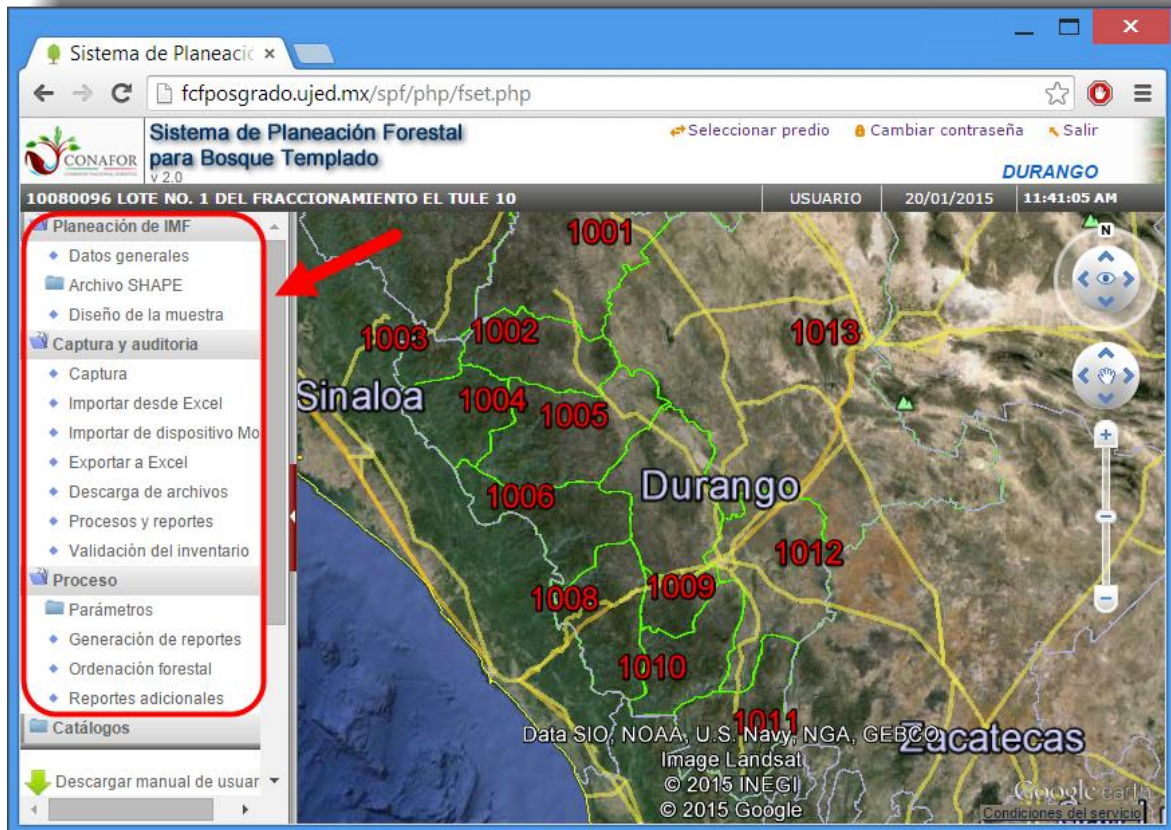 Sistema de Planeació
fcfposgrado.ujed.mx/spf/php/fset.php
CONAFOR
Sistema de Planeación Forestal
para Bosque Templado
v 2.0
Seleccionar predio
Cambiar contraseña
Salir
DURANGO
10080096 LOTE NO. 1 DEL FRACCIONAMIENTO EL TULE 10
USUARIO
20/01/2015
11:41:05 AM
Planeación de IMF
Datos generales
Archivo SHAPE
Diseño de la muestra
Captura y auditoria
Captura
Importar desde Excel
Importar de dispositivo Mo
Exportar a Excel
Descarga de archivos
Procesos y reportes
Validación del inventario
Proceso
Parámetros
Generación de reportes
Ordenación forestal
Reportes adicionales
Catálogos
Descargar manual de usuar
1001
N
1003
1002
1013
Sinaloa
1004
1005
Durango
1006
1012
1008
1009
1010
1011
Zacatecas
Data SIO, NOAA, U.S. Navy, NGA, GEBCO
Image Landsat
© 2015 INEGI
© 2015 Google
Google earth
Condiciones del servicio